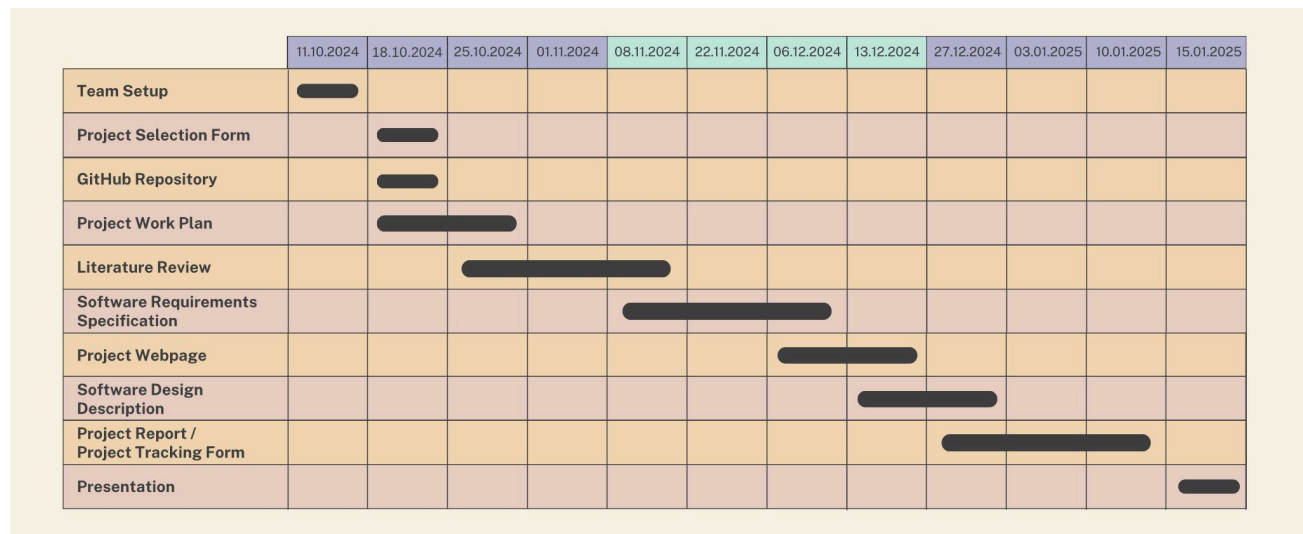 11.10.2024 18.10.2024 25.10.2024 01.11.2024 08.11.2024 22.11.2024 06.12.2024 13.12.2024 27.12.2024 03.01.2025 10.01.2025 15.01.2025
Team Setup
Project Selection Form
GitHub Repository
Project Work Plan
Literature Review
Software Requirements
Specification
Project Webpage
Software Design
Description
Project Report /
Project Tracking Form
Presentation